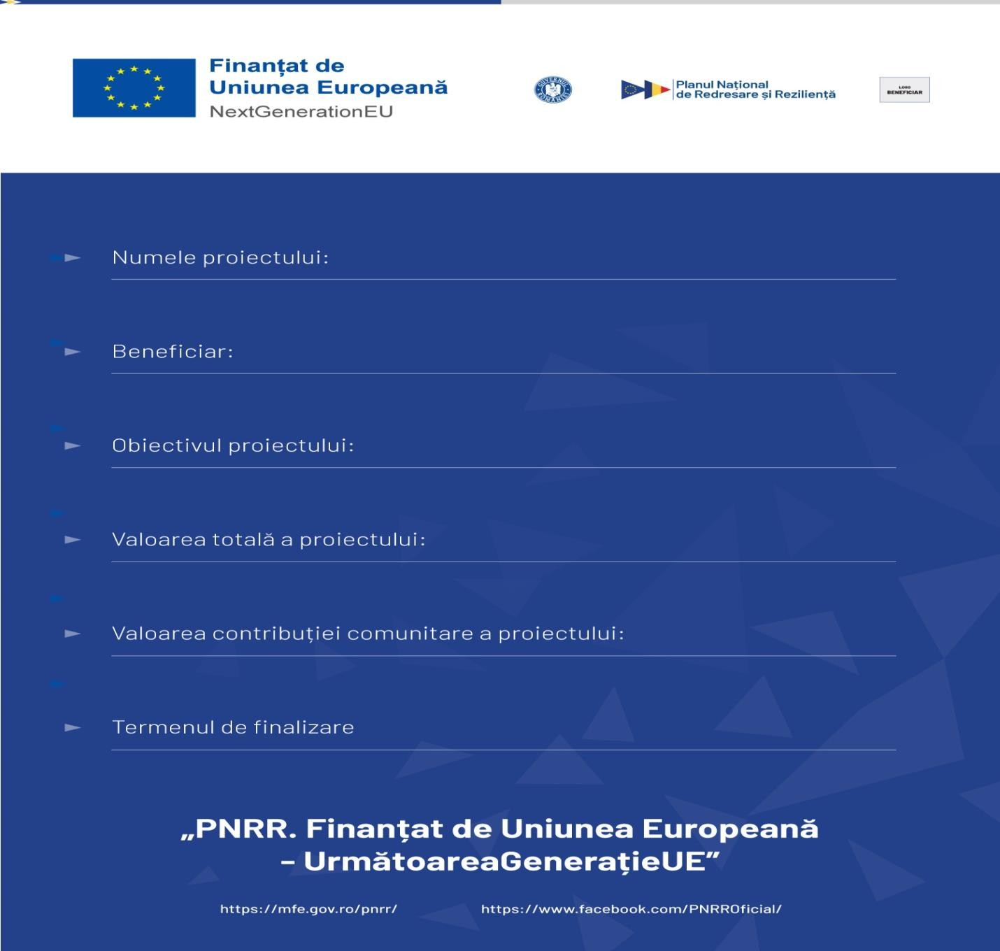 Finanțat de
Uniunea Europeană
NextGenerationEU
GUVERNUL ROMÂNIEI
Planul Național
de Redresare și Reziliență
LOGO
BENEFICIAR
Numele proiectului:
Beneficiar:
Obiectivul proiectului:
Valoarea totală a proiectului:
Valoarea contribuției comunitare a proiectului:
Termenul de finalizare
„PNRR. Finanțat de Uniunea Europeană
– UrmătoareaGenerațieUE”
https://mfe.gov.ro/pnrr/ https://www.facebook.com/PNRROficial/